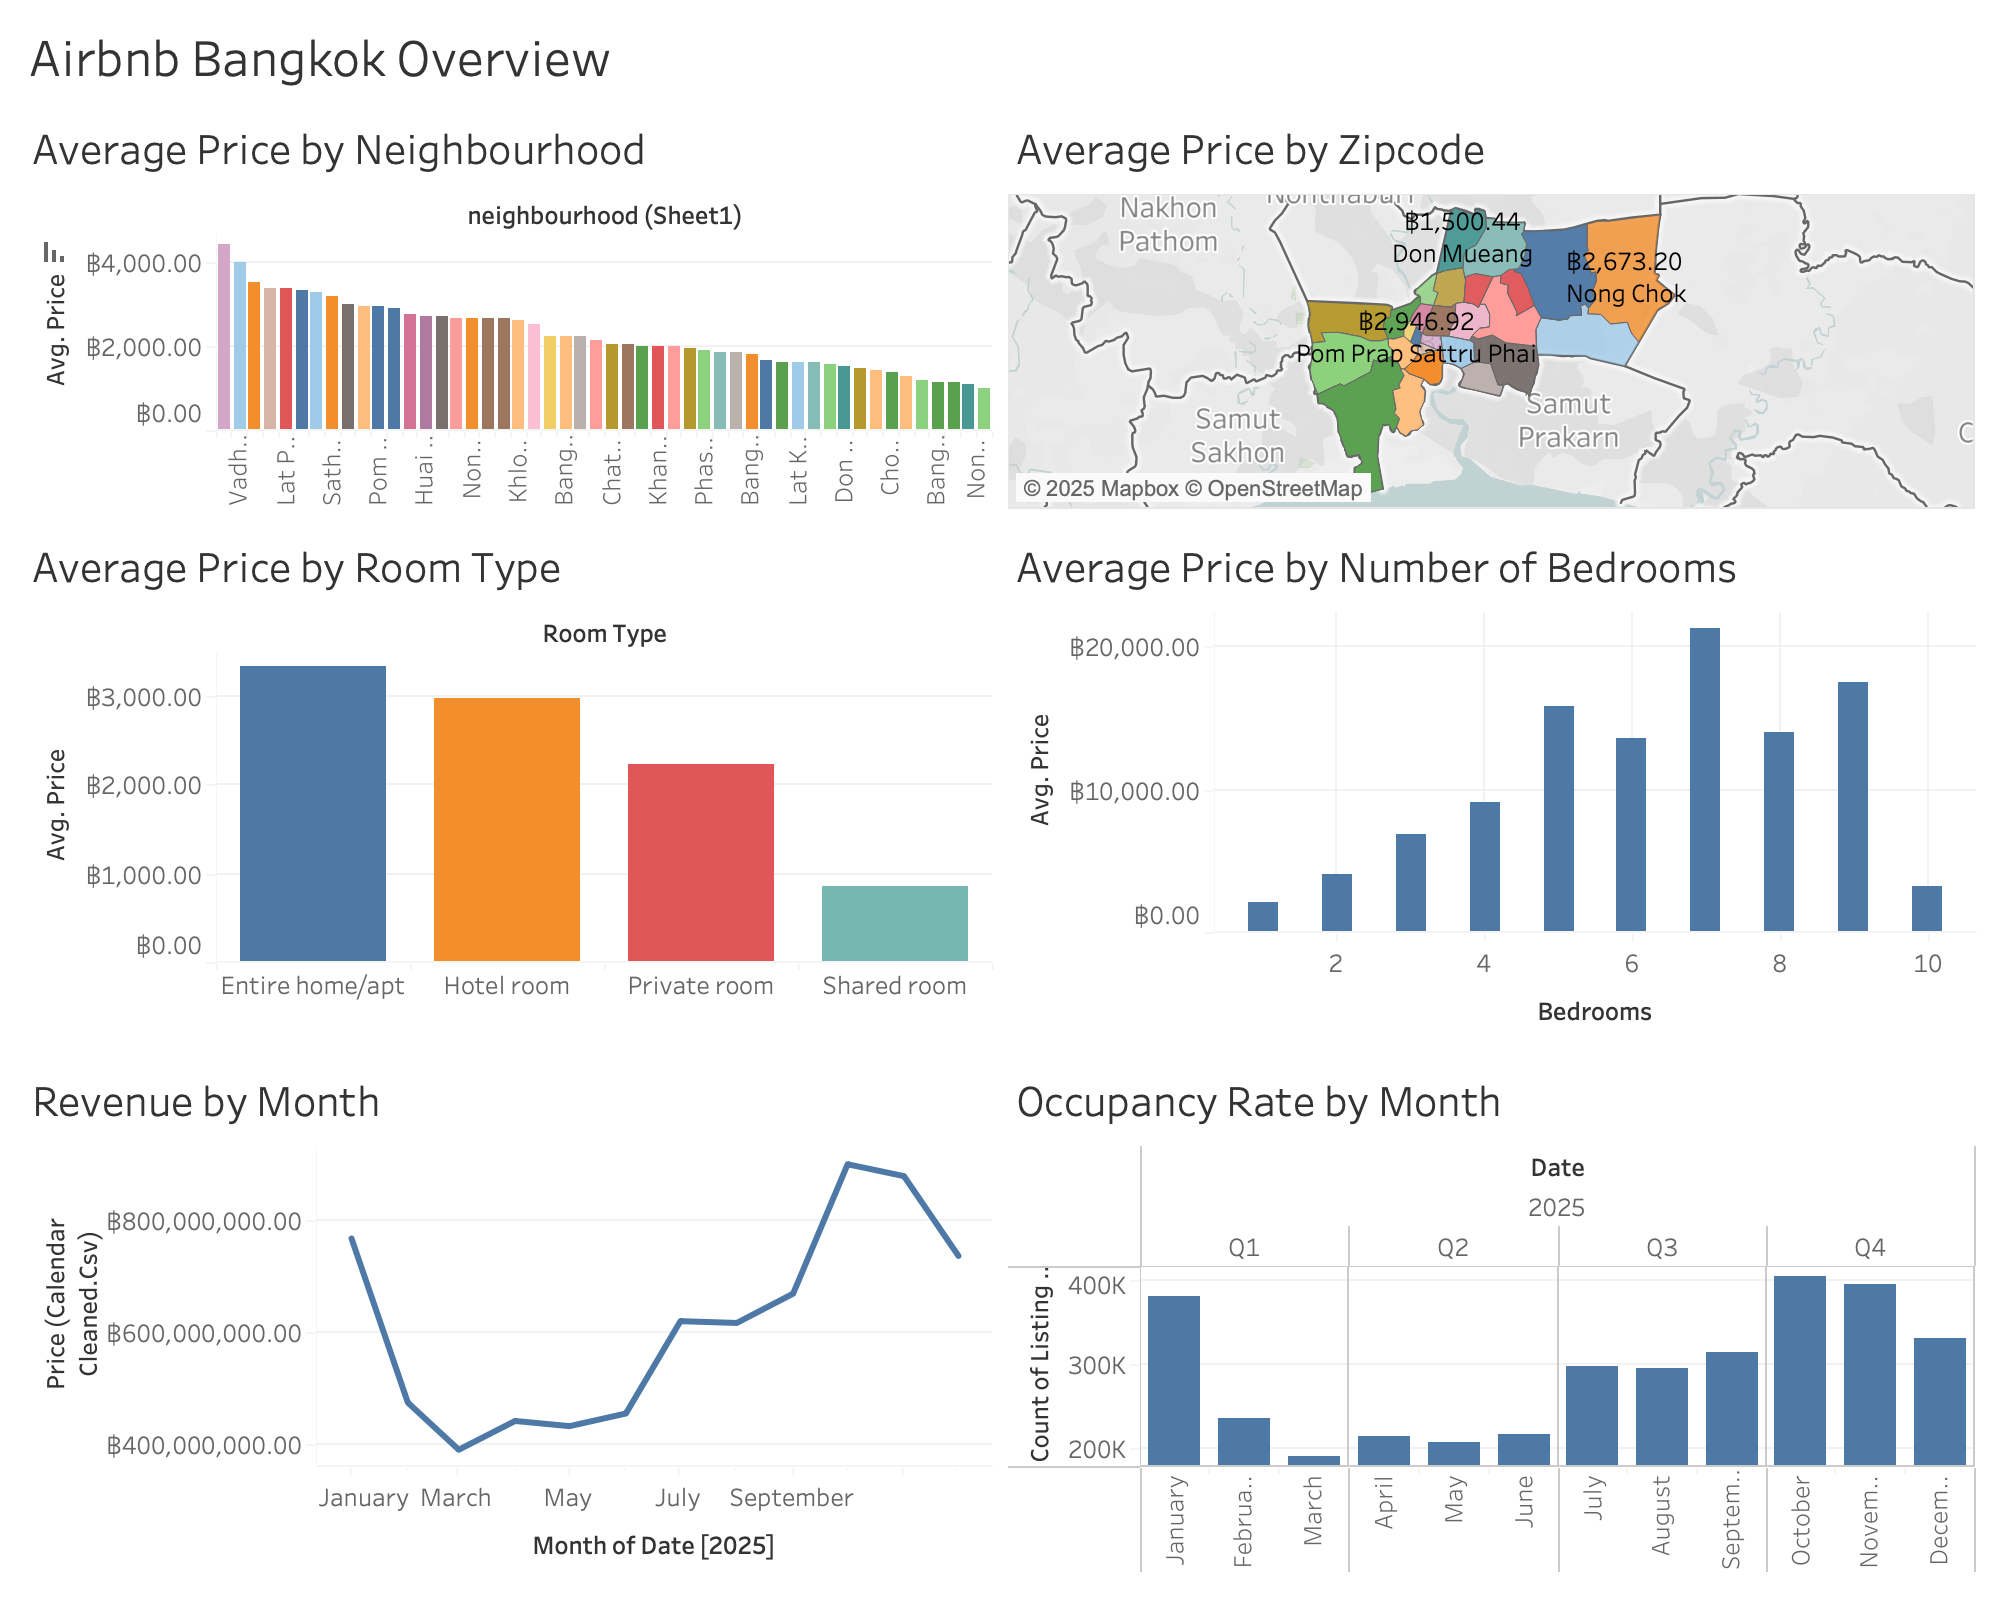 Airbnb Bangkok Overview
Average Price by Neighbourhood
neighbourhood (Sheet1)
Avg. Price
฿4,000.00
฿2,000.00
฿0.00
Vadh..
Lat P..
Sath..
Pom ..
Huai ..
Non..
Khlo..
Bang..
Chat..
Khan..
Phas..
Bang..
Lat K..
Don ..
Cho..
Bang..
Non..
Average Price by Zipcode
Nakhon
Pathom
Nonthaburi
฿1,500.44
Don Mueang
฿2,673.20
Nong Chok
฿2,946.92
Pom Prap Sattru Phai
Samut
Sakhon
Samut
Prakarn
C
© 2025 Mapbox © OpenStreetMap
Average Price by Room Type
Room Type
Avg. Price
฿3,000.00
฿2,000.00
฿1,000.00
฿0.00
Entire home/apt
Hotel room
Private room
Shared room
Average Price by Number of Bedrooms
Avg. Price
฿20,000.00
฿10,000.00
฿0.00
2
4
6
8
10
Bedrooms
Revenue by Month
Price (Calendar
Cleaned.Csv)
฿800,000,000.00
฿600,000,000.00
฿400,000,000.00
January
March
May
July
September
Month of Date [2025]
Occupancy Rate by Month
Date
2025
Q1
Q2
Q3
Q4
Count of Listing ..
400K
300K
200K
January
Februa..
March
April
May
June
July
August
Septem..
October
Novem..
Decem..